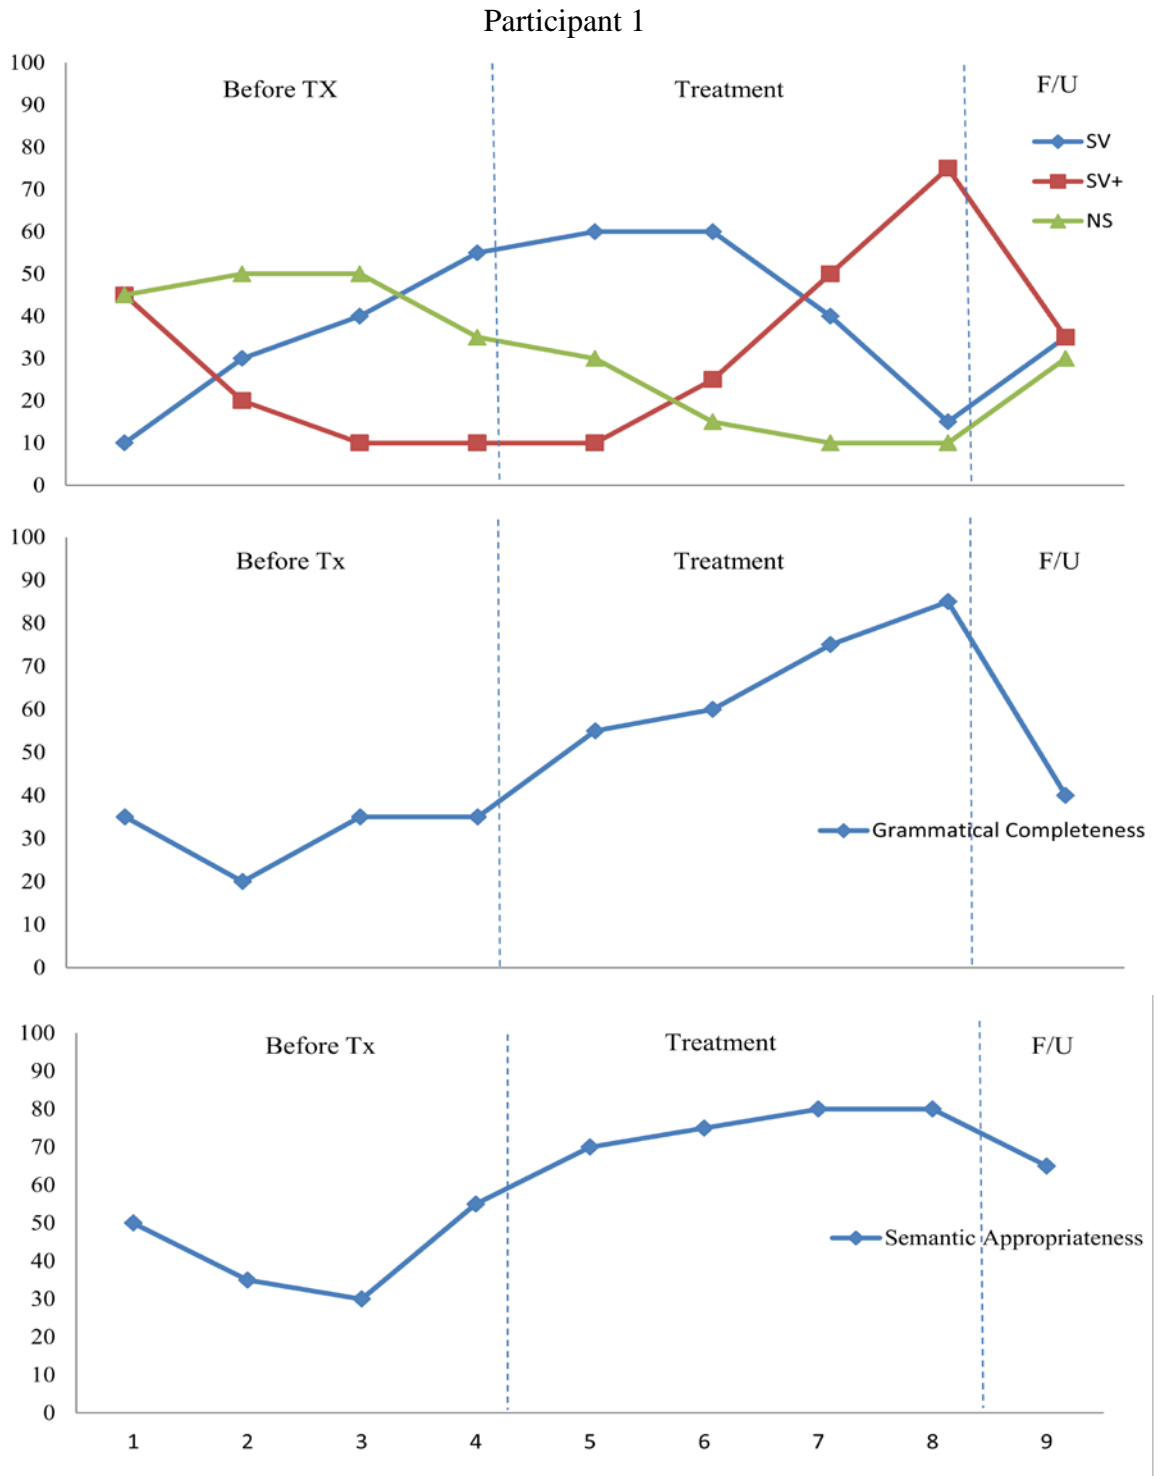 Participant 1
100
90
80
70
60
50
40
30
20
10
0
Before TX
Treatment
F/U
SV
SV+
NS
100
90
80
70
60
50
40
30
20
10
0
Before Tx
Treatment
F/U
Grammatical Completeness
100
90
80
70
60
50
40
30
20
10
0
Before Tx
Treatment
F/U
Semantic Appropriateness
1 2 3 4 5 6 7 8 9